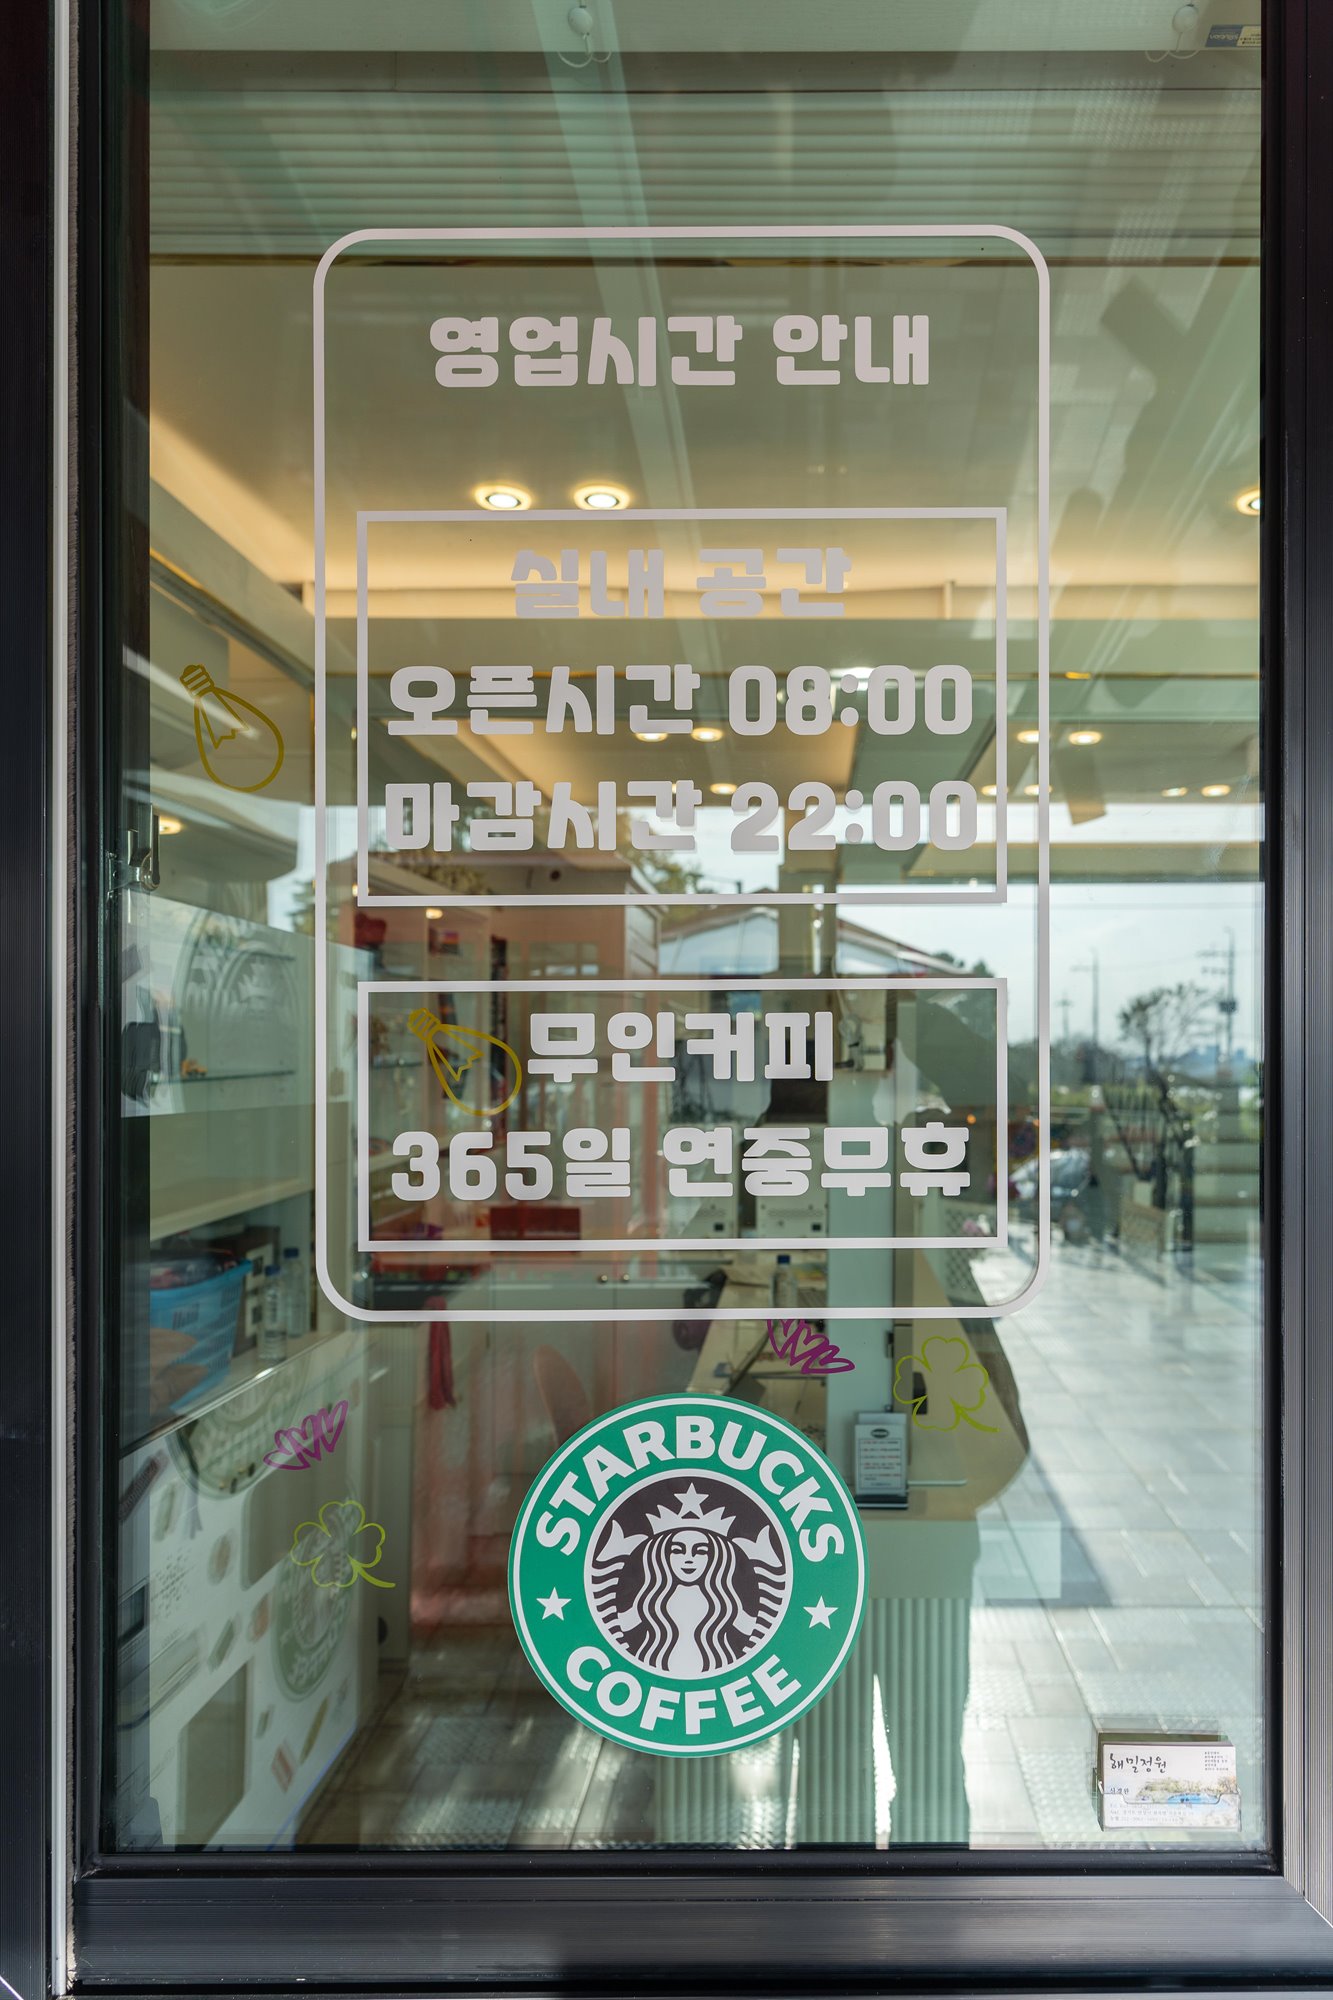 영업시간 안내
실내 공간
오픈시간 08:00
마감시간 22:00
무인커피
365일 연중무휴
STARBUCKS
COFFEE
해밀정원